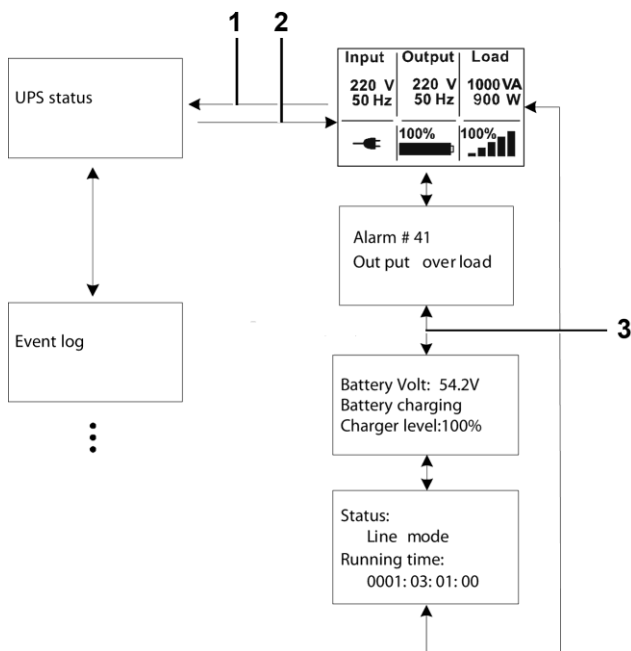 1 2
Input Output Load
220 V 220 V 1000VA
50 Hz 50 Hz 900 W
100% 100%
UPS status
Alarm # 41
Out put over load
3
Event log
Battery Volt: 54.2V
Battery charging
Charger level:100%
Status:
Line mode
Running time:
0001: 03: 01: 00